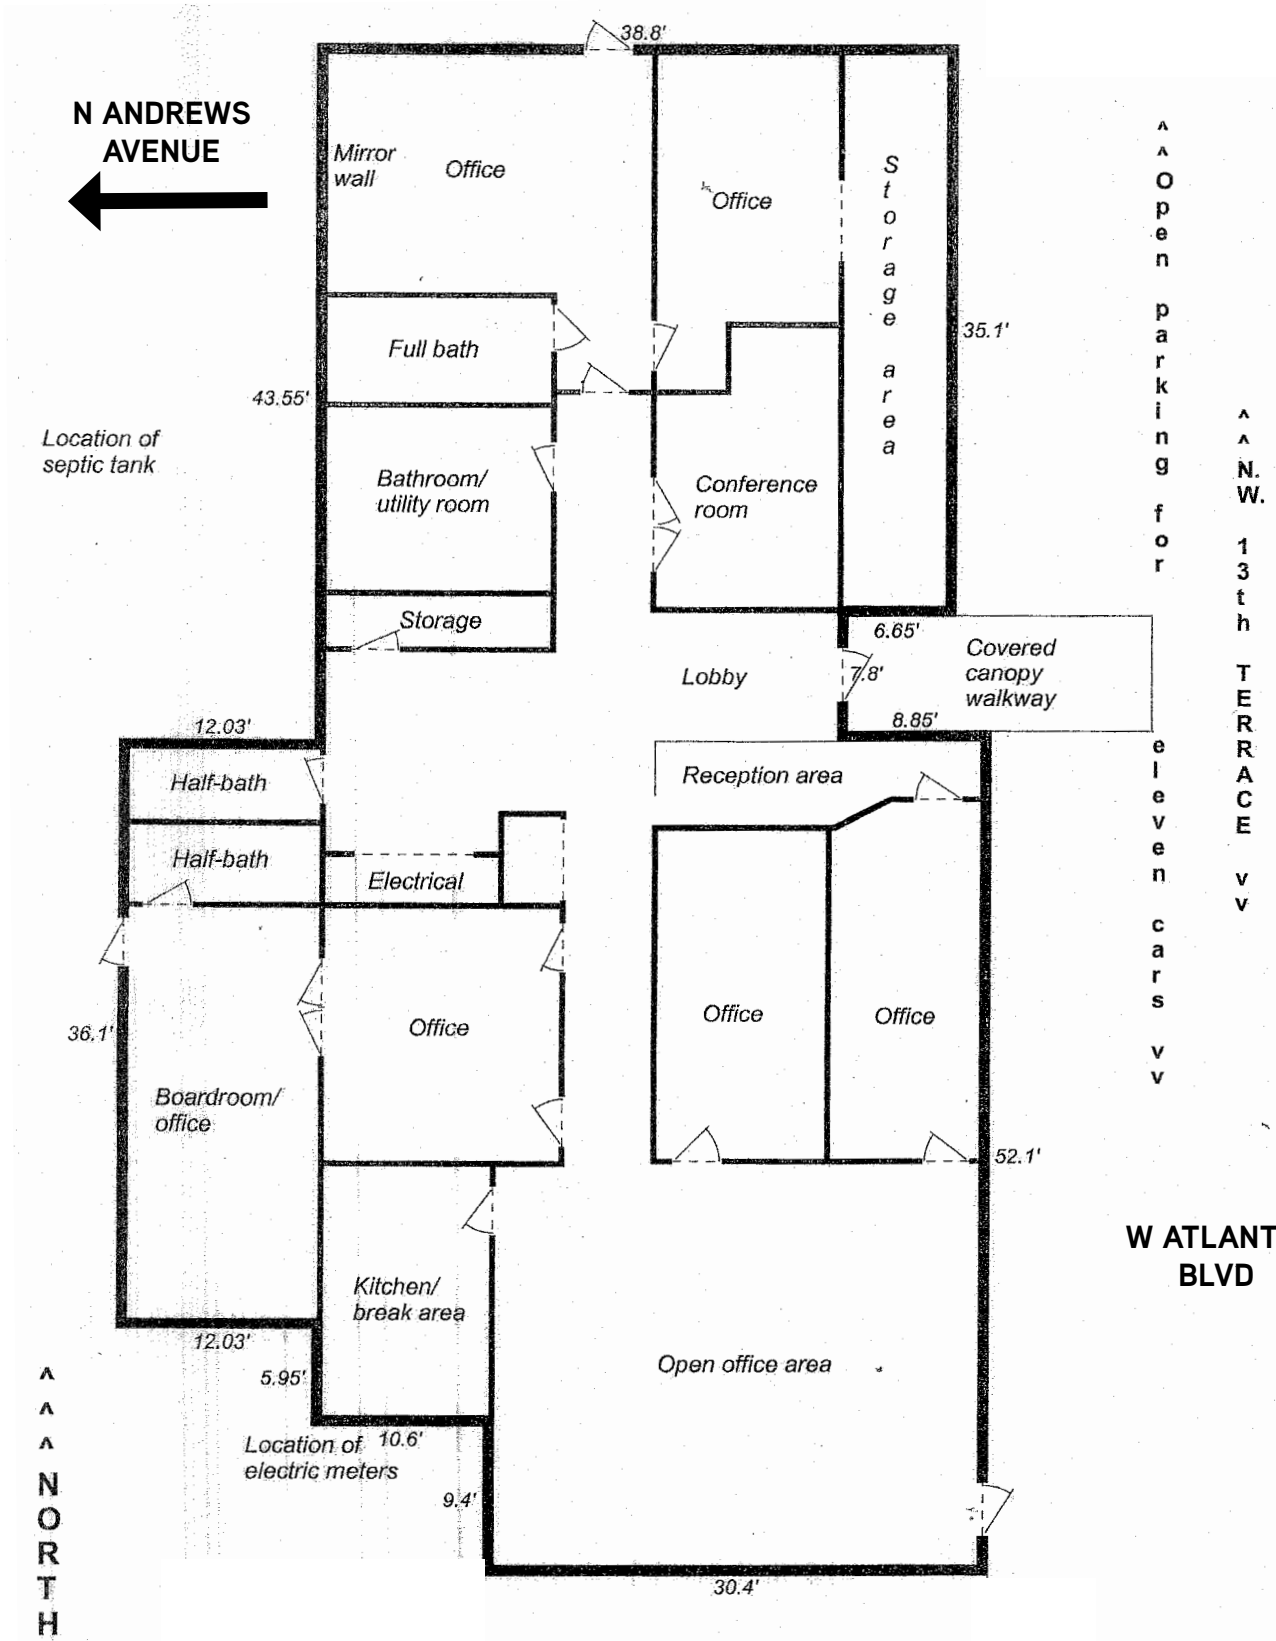 38.8'
N ANDREWS
AVENUE
Mirror
wall
Office
Office
Storage area
^ ^ Open parking for eleven cars v v
35.1'
Full bath
43.55'
Location of
septic tank
Bathroom/
utility room
Conference
room
^ ^ N.W. 13th TERRACE v v
Storage
6.65'
Covered
canopy
walkway
Lobby
7.8'
8.85'
12.03'
Half-bath
Reception area
Half-bath
Electrical
36.1'
Office
Office
Office
Boardroom/
office
52.1'
W ATLANT
BLVD
Kitchen/
break area
Open office area
12.03'
5.95'
10.6'
Location of
electric meters
9.4'
30.4'
^ ^ ^ NORTH